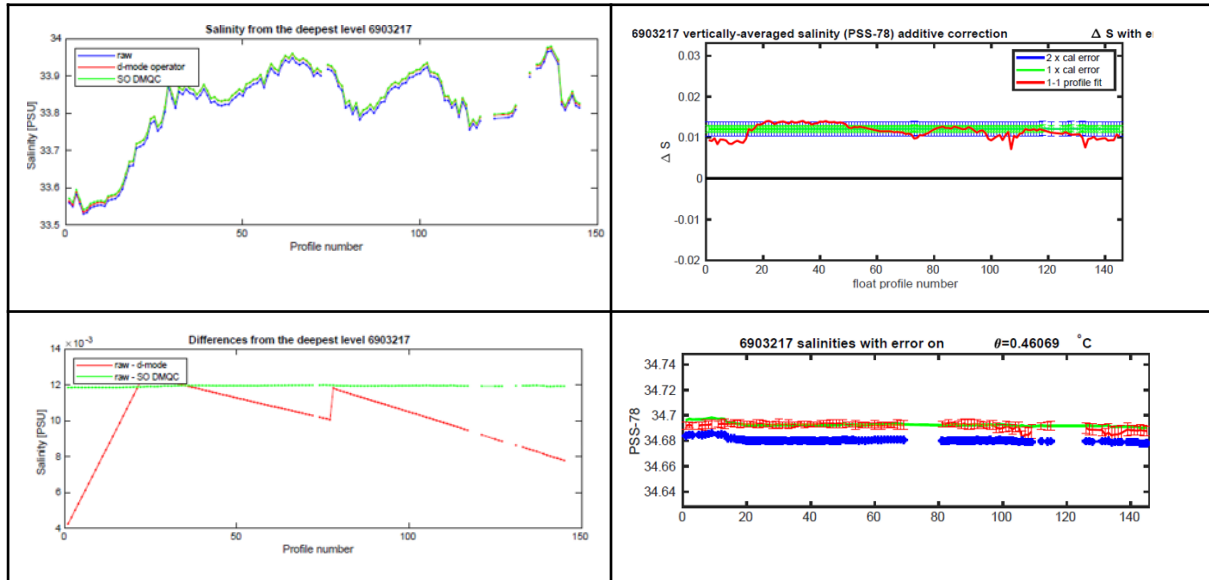 Salinity from the deepest level 6903217
34
33.9
33.8
33.7
33.6
33.5
Salinity [PSU]
raw
d-mode operator
SO DMQC
0
50
100
150
Profile number
6903217 vertically-averaged salinity (PSS-78) additive correction
Δ S with er
0.03
0.02
0.01
0
-0.01
-0.02
Δ S
2 x cal error
1 x cal error
1-1 profile fit
0
20
40
60
80
100
120
140
float profile number
Differences from the deepest level 6903217
× 10⁻³
14
12
10
8
6
4
Salinity [PSU]
raw - d-mode
raw - SO DMQC
0
50
100
150
Profile number
6903217 salinities with error on θ=0.46069 °C
34.74
34.72
34.7
34.68
34.66
34.64
PSS-78
0
20
40
60
80
100
120
140